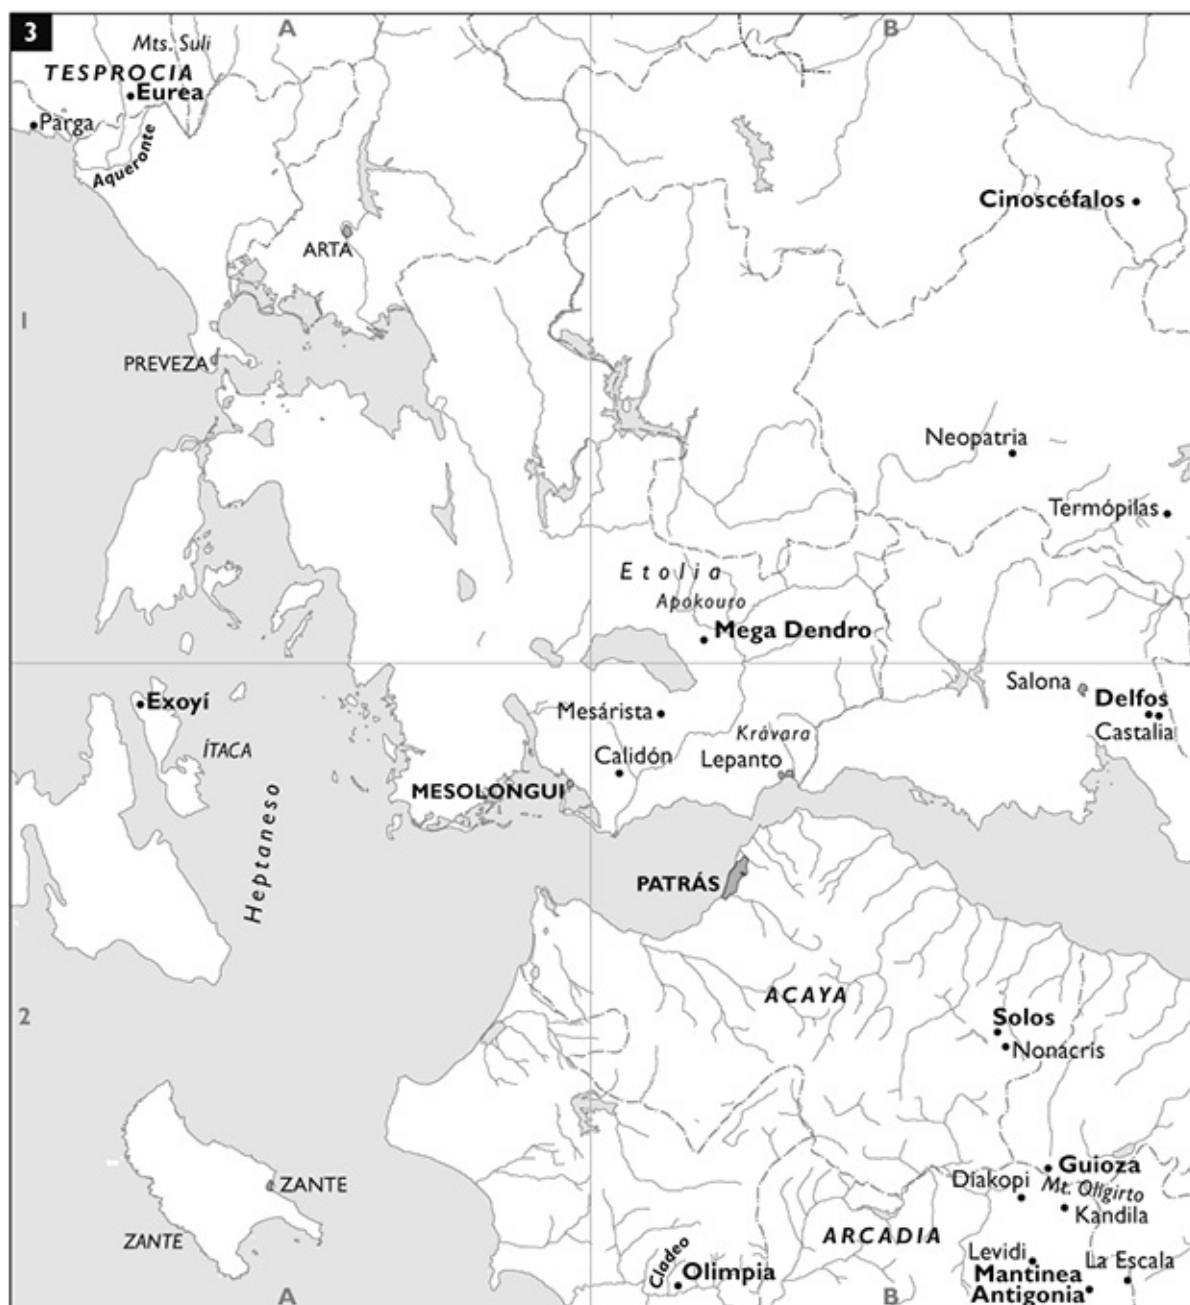 3
A
B
Mts. Suli
TESPROCIA
Eurea
Parga
Aqueronte
Cinoscéfalos
ARTA
1
PREVEZA
Neopatria
Termópilas
Etolia
Apokouro
Mega Dendro
Exoyí
Salona
Delfos
Mesárista
Castalia
Krávara
ÍTACA
Calidón
Lepanto
MESOLONGUI
Heptaneso
PATRÁS
ACAYA
2
Solos
Nonacris
Guioza
Diakopi
Mt. Oligirto
ZANTE
Kandila
ZANTE
ARCADIA
Cladeo
Levidi
La Escala
Olimpia
Mantinea
Antigonia
A
B